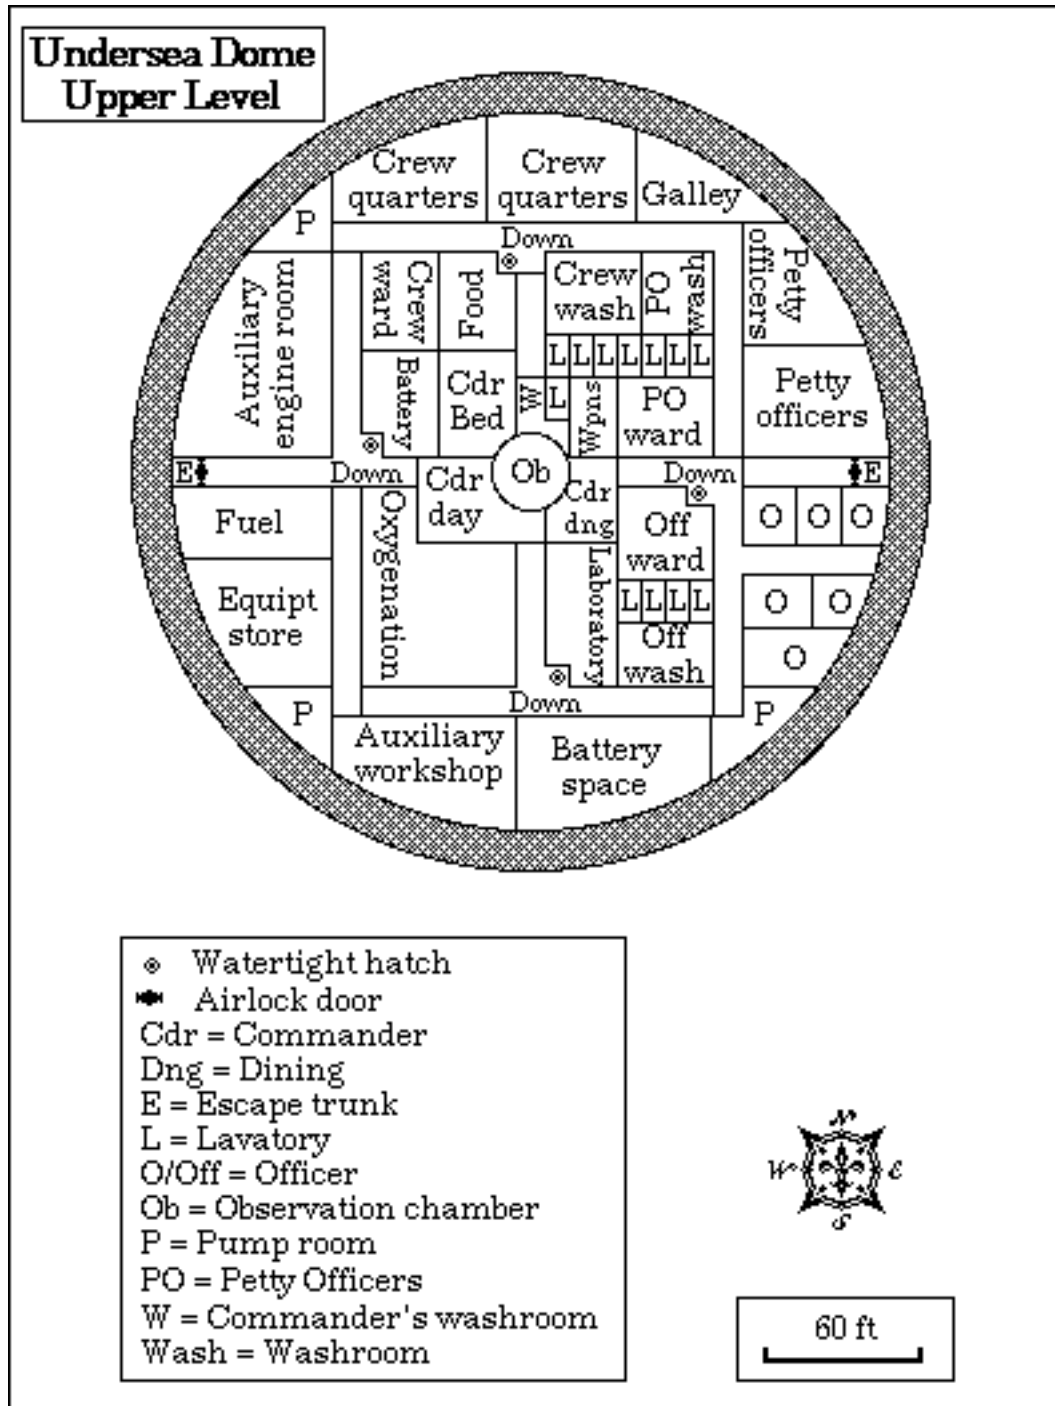 Undersea Dome
Upper Level
Crew
quarters
Crew
quarters
Galley
P
Down
Petty
officers
Auxiliary
engine room
Crew
ward
Food
Crew
wash
PO
wash
L L L L L L L
Battery
Cdr
Bed
W
L
Wpns
PO
ward
Petty
officers
E
Down
Cdr
day
Ob
Cdr
dng
Down
E
Fuel
Oxygenation
Off
ward
O O O
Equipt
store
Laboratory
L L L L
O O
Off
wash
O
P
Down
P
Auxiliary
workshop
Battery
space
Watertight hatch
Airlock door
Cdr = Commander
Dng = Dining
E = Escape trunk
L = Lavatory
O/Off = Officer
Ob = Observation chamber
P = Pump room
PO = Petty Officers
W = Commander's washroom
Wash = Washroom
N
W
E
S
60 ft